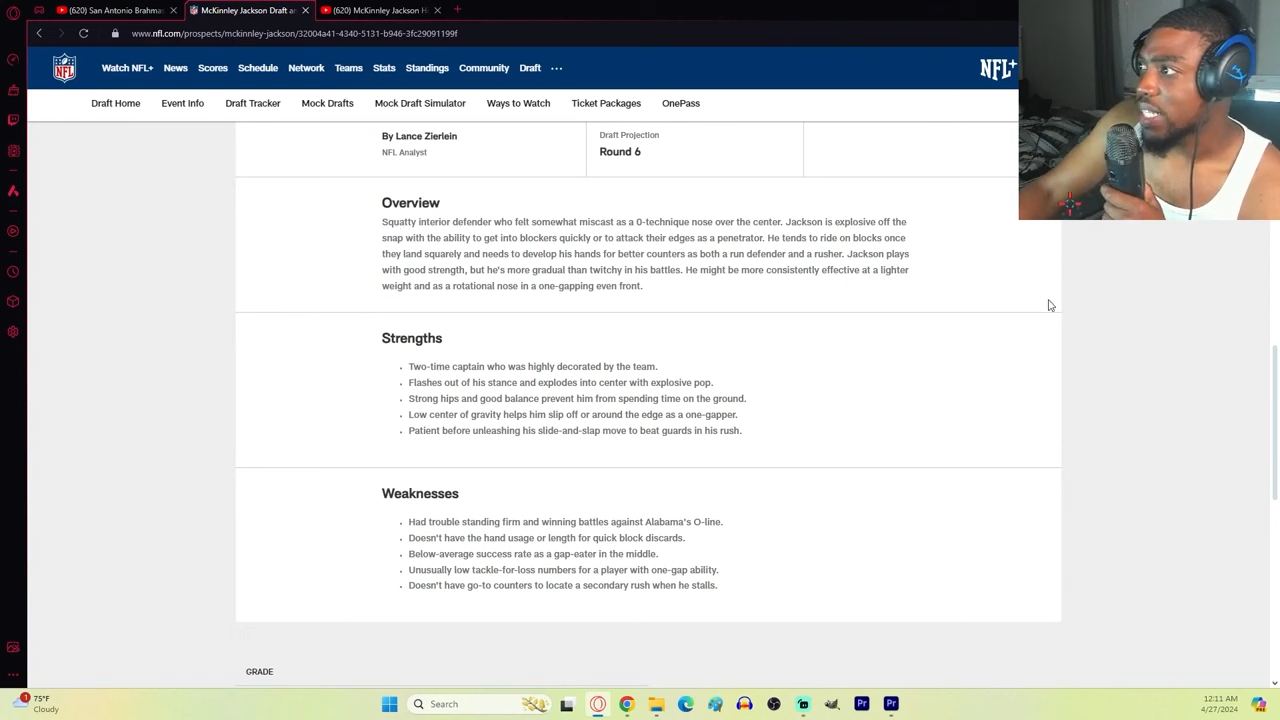 (620) San Antonio Brahmas
McKinnley Jackson Draft an
(620) McKinnley Jackson H
www.nfl.com/prospects/mckinnley-jackson/32004a41-4340-5131-b946-3fc29091199f
NFL
Watch NFL+ News Scores Schedule Network Teams Stats Standings Community Draft ...
NFL+
Draft Home Event Info Draft Tracker Mock Drafts Mock Draft Simulator Ways to Watch Ticket Packages OnePass
By Lance Zierlein
NFL Analyst
Draft Projection
Round 6
Overview
Squatty interior defender who felt somewhat miscast as a 0-technique nose over the center. Jackson is explosive off the
snap with the ability to get into blockers quickly or to attack their edges as a penetrator. He tends to ride on blocks once
they land squarely and needs to develop his hands for better counters as both a run defender and a rusher. Jackson plays
with good strength, but he's more gradual than twitchy in his battles. He might be more consistently effective at a lighter
weight and as a rotational nose in a one-gapping even front.
Strengths
• Two-time captain who was highly decorated by the team.
• Flashes out of his stance and explodes into center with explosive pop.
• Strong hips and good balance prevent him from spending time on the ground.
• Low center of gravity helps him slip off or around the edge as a one-gapper.
• Patient before unleashing his slide-and-slap move to beat guards in his rush.
Weaknesses
• Had trouble standing firm and winning battles against Alabama's O-line.
• Doesn't have the hand usage or length for quick block discards.
• Below-average success rate as a gap-eater in the middle.
• Unusually low tackle-for-loss numbers for a player with one-gap ability.
• Doesn't have go-to counters to locate a secondary rush when he stalls.
GRADE
1
75°F
Cloudy
Search
Pr
Pr
12:11 AM
4/27/2024